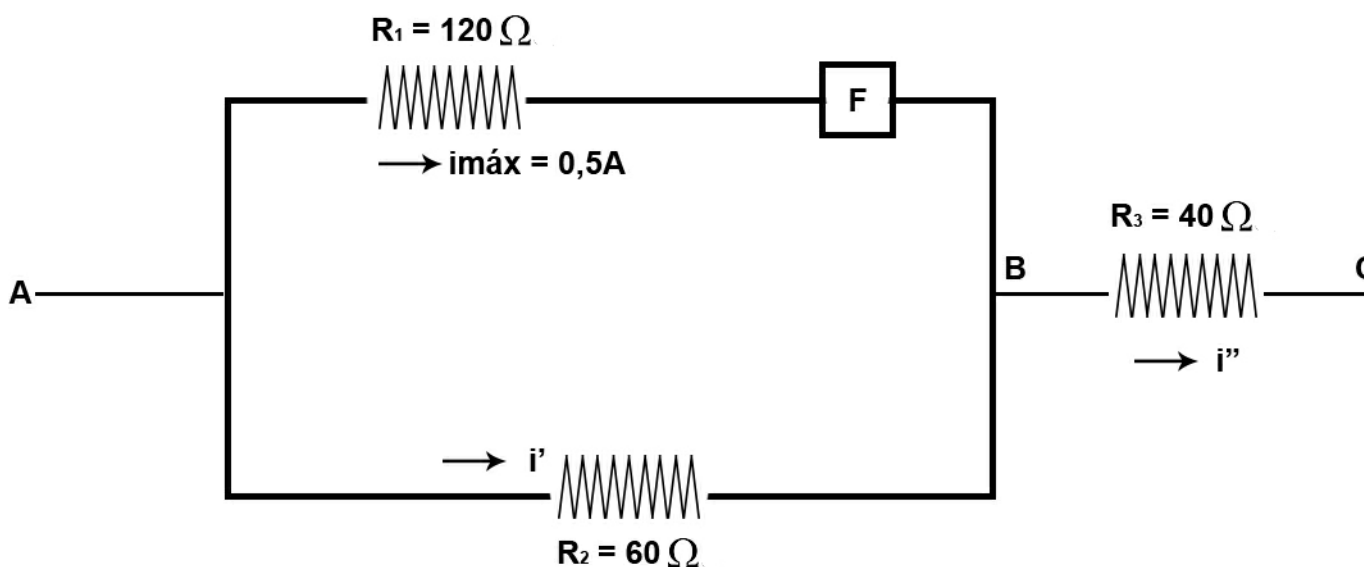 R₁ = 120 Ω
F
imáx = 0,5A
R₃ = 40 Ω
A
B
i”
i’
R₂ = 60 Ω